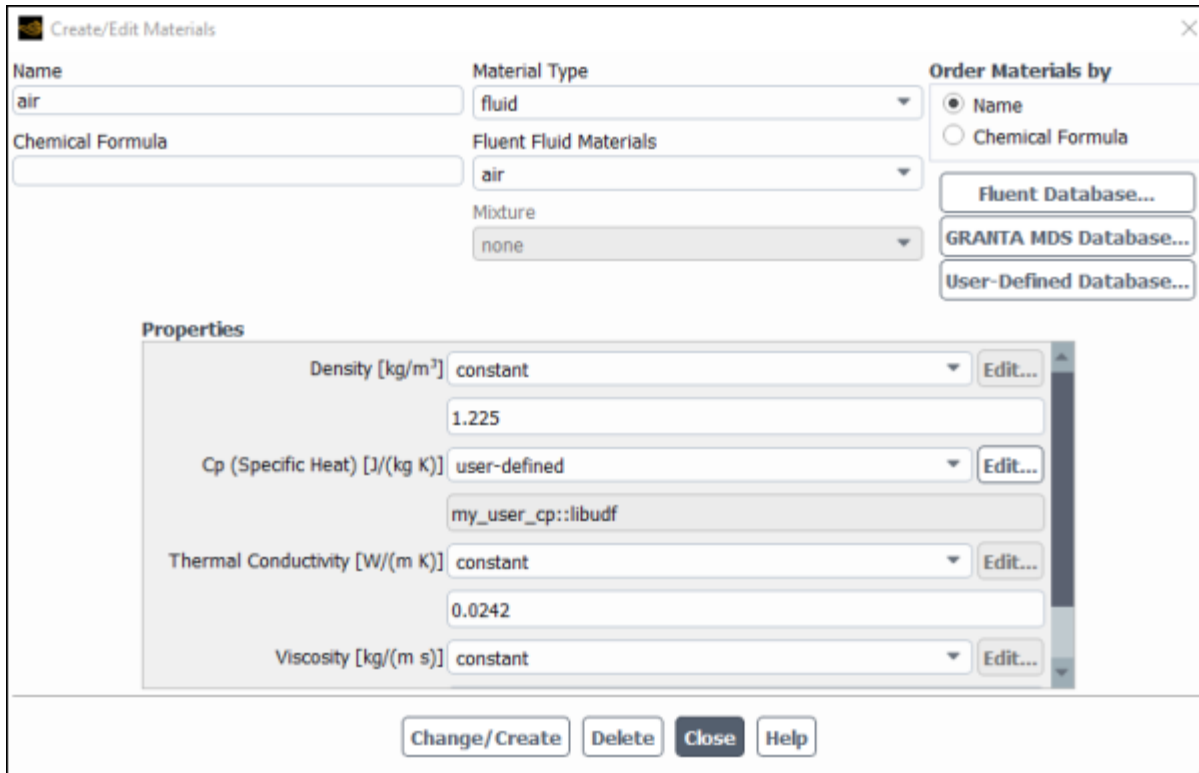 Create/Edit Materials
Name
air
Chemical Formula
Material Type
fluid
Fluent Fluid Materials
air
Mixture
none
Order Materials by
Name
Chemical Formula
Fluent Database...
GRANTA MDS Database...
User-Defined Database...
Properties
Density [kg/m³] constant Edit...
1.225
Cp (Specific Heat) [J/(kg K)] user-defined Edit...
my_user_cp::libudf
Thermal Conductivity [W/(m K)] constant Edit...
0.0242
Viscosity [kg/(m s)] constant Edit...
Change/Create Delete Close Help